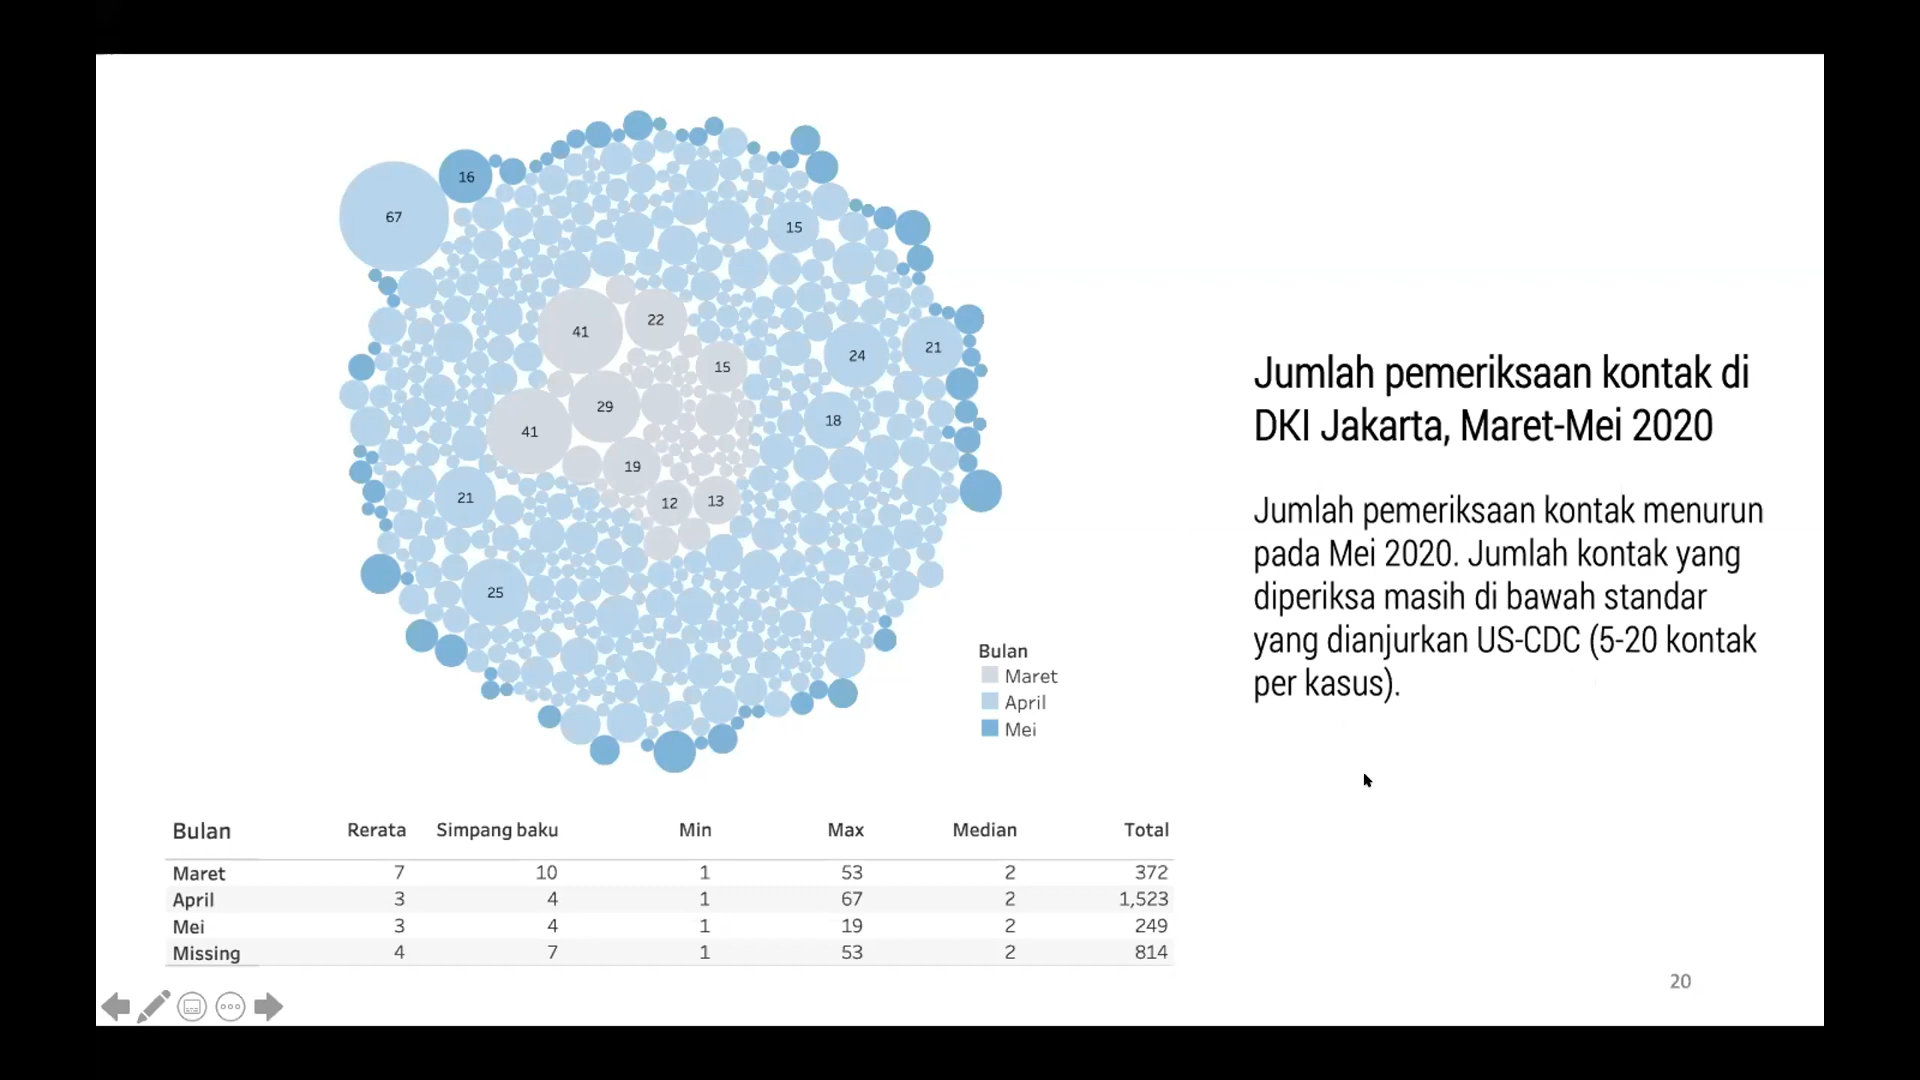 16
67
15
22
41
15
21
24
29
18
41
19
21
12
13
25
Jumlah pemeriksaan kontak di
DKI Jakarta, Maret-Mei 2020
Jumlah pemeriksaan kontak menurun
pada Mei 2020. Jumlah kontak yang
diperiksa masih di bawah standar
yang dianjurkan US-CDC (5-20 kontak
per kasus).
Bulan
Maret
April
Mei
Bulan Rerata Simpang baku Min Max Median Total
Maret 7 10 1 53 2 372
April 3 4 1 67 2 1,523
Mei 3 4 1 19 2 249
Missing 4 7 1 53 2 814
20